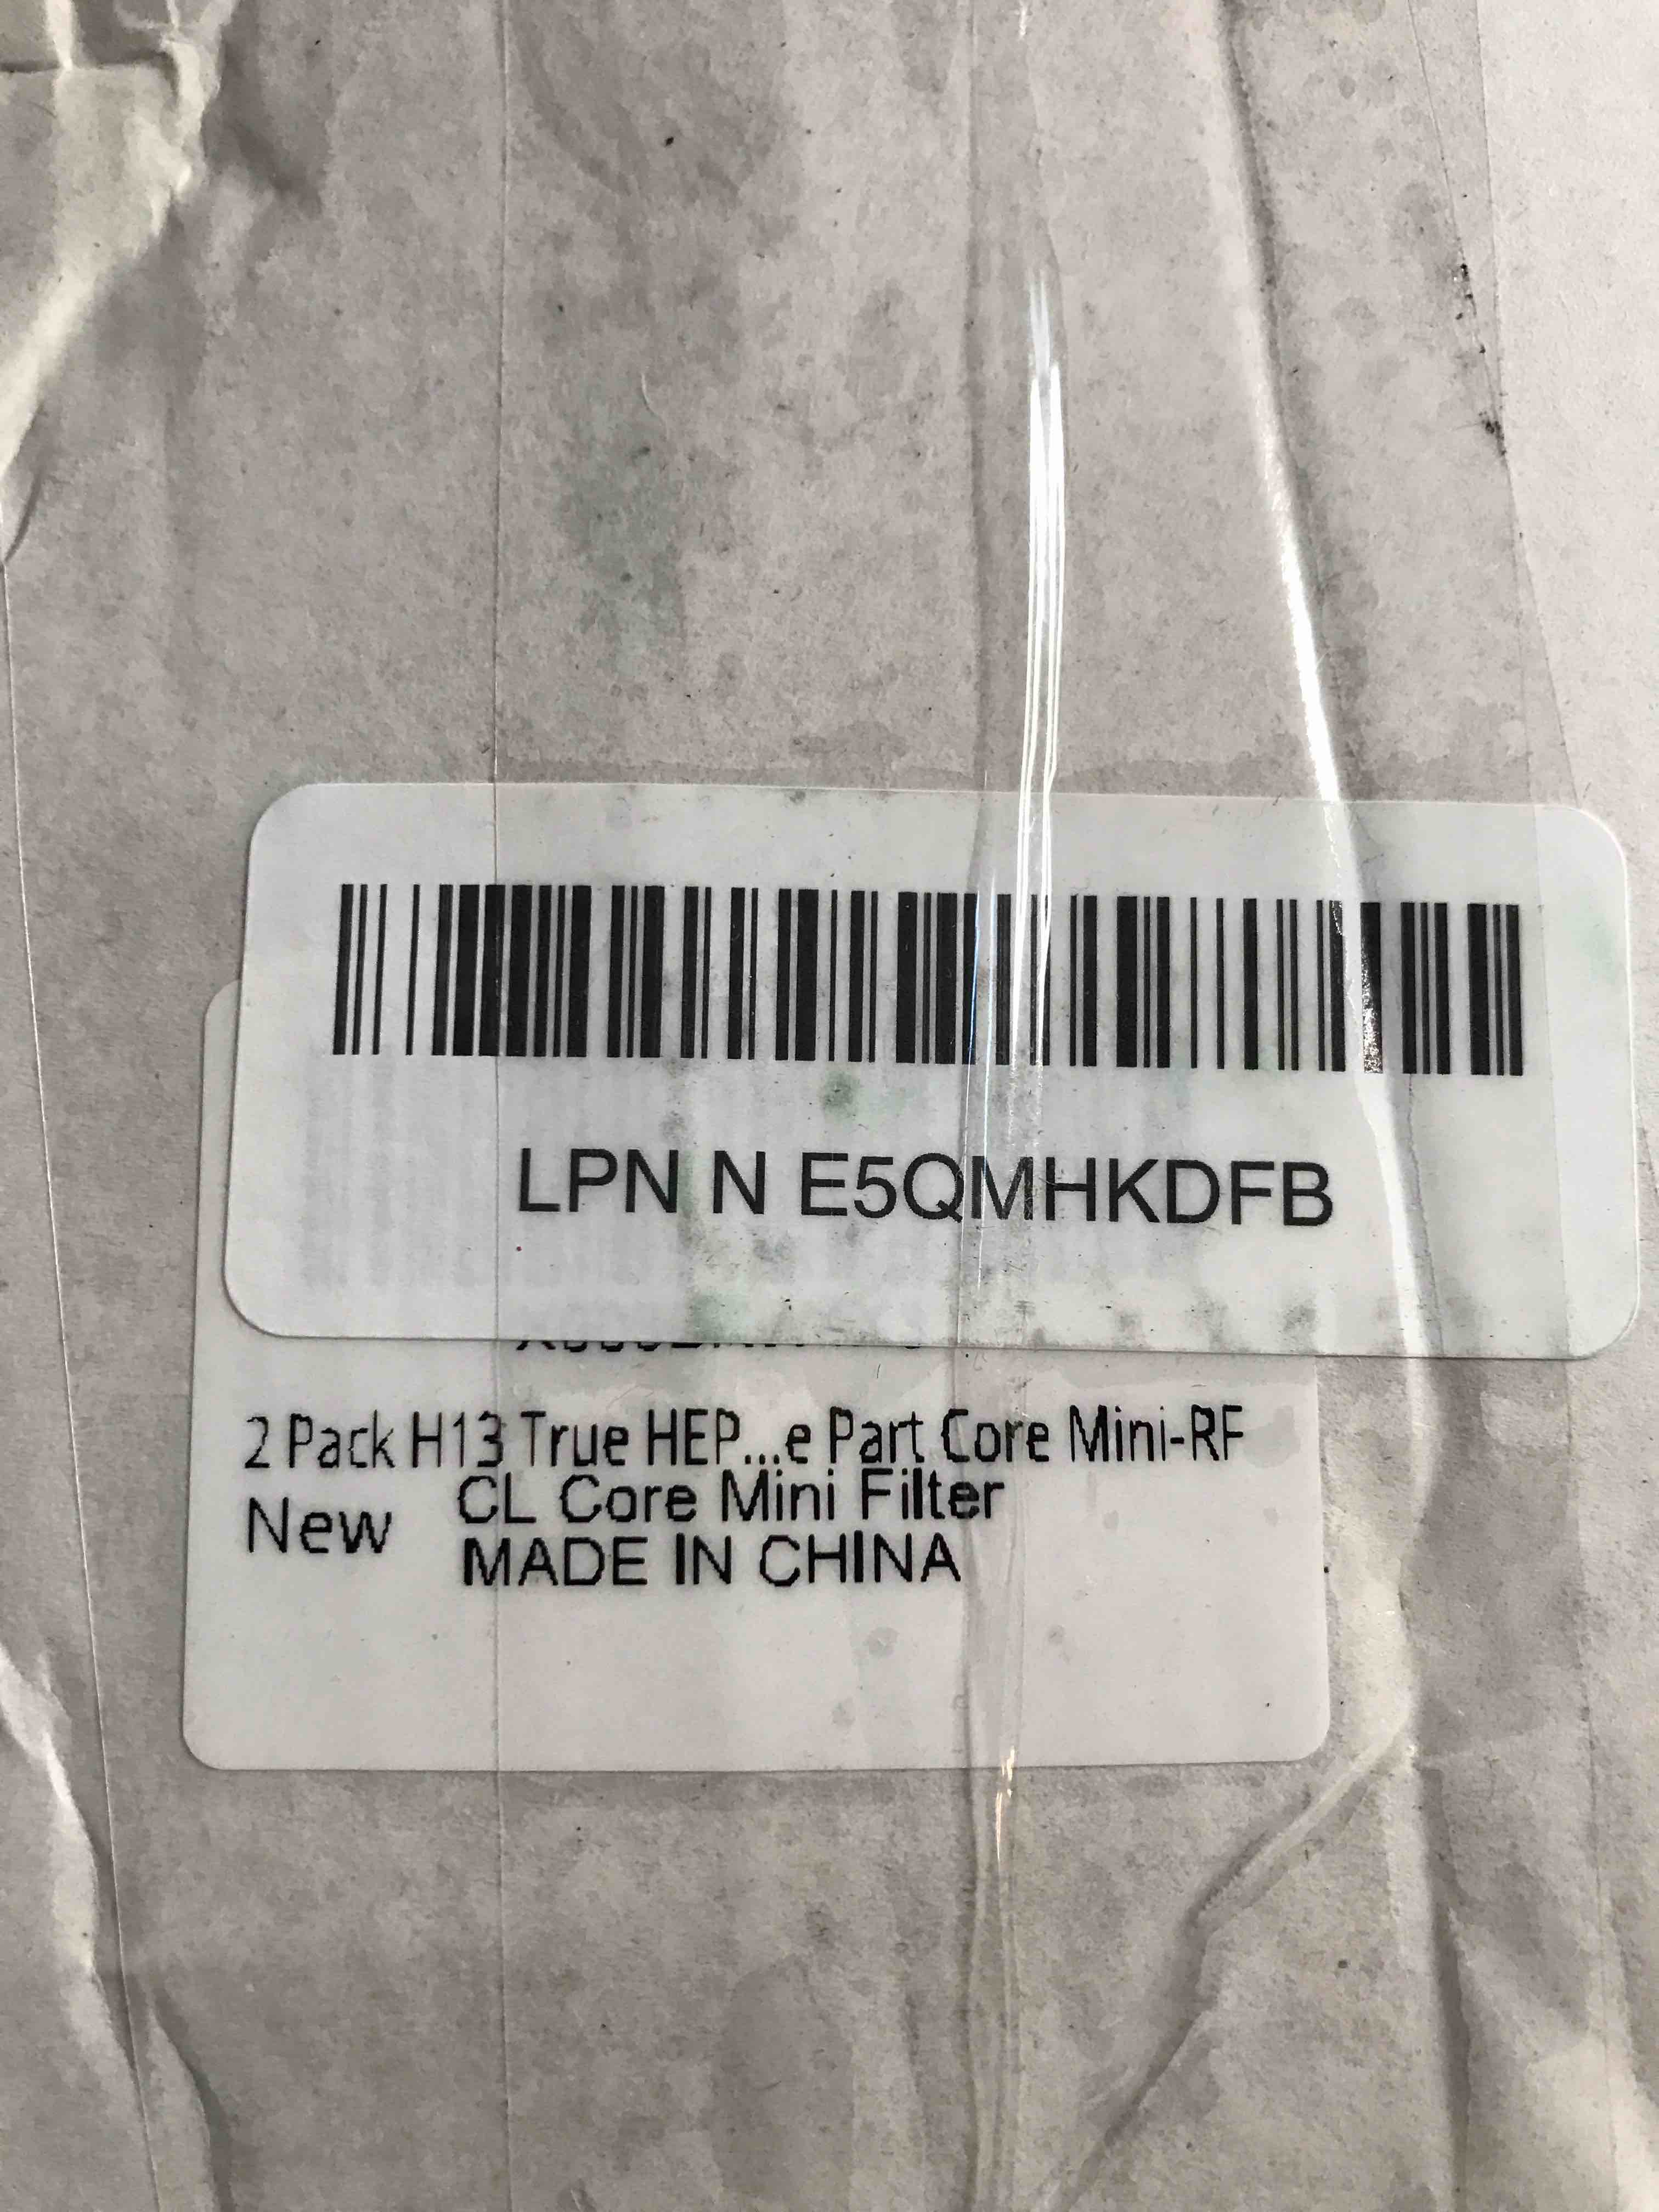 LPN N E5QMHKDFB
2 Pack H13 True HEP...e Part Core Mini-RF
New CL Core Mini Filter
MADE IN CHINA